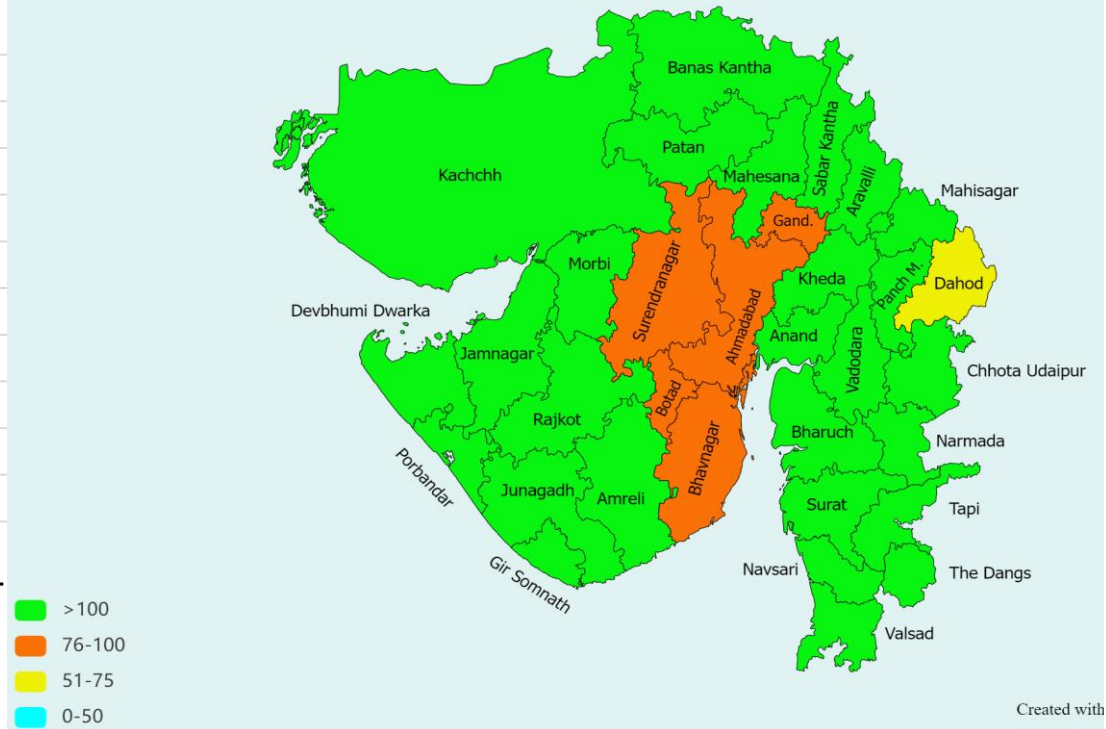 Banas Kantha
Patan
Mahesana
Sabar Kantha
Aravalli
Kachchh
Mahisagar
Gand.
Morbi
Surendranagar
Ahmadabad
Kheda
Panch M.
Dahod
Devbhumi Dwarka
Jamnagar
Anand
Vadodara
Chhota Udaipur
Botad
Rajkot
Bhavnagar
Bharuch
Narmada
Porbandar
Junagadh
Amreli
Surat
Tapi
Gir Somnath
Navsari
The Dangs
Valsad
>100
76-100
51-75
0-50
Created with